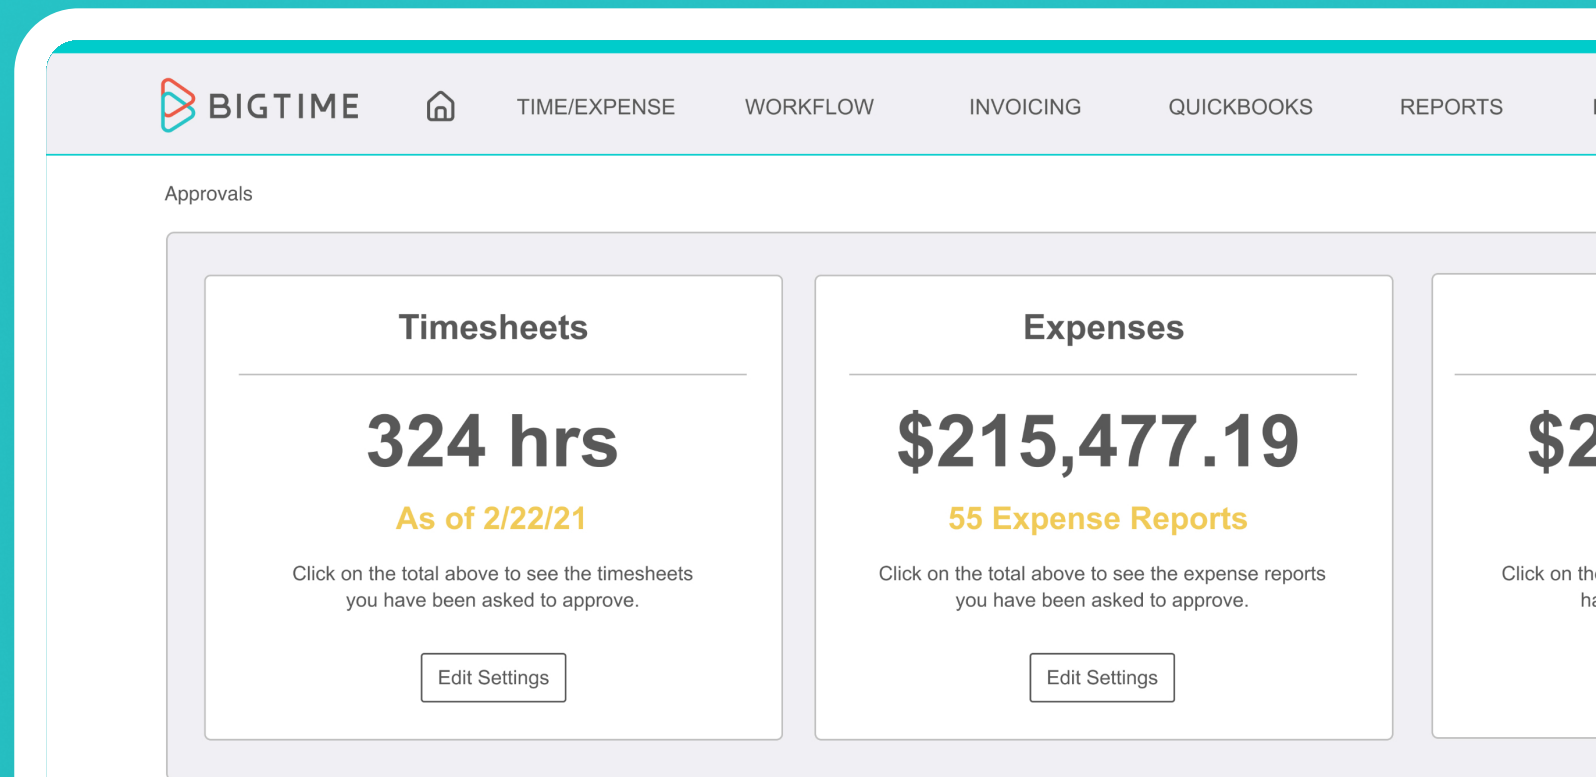 BIGTIME
TIME/EXPENSE
WORKFLOW
INVOICING
QUICKBOOKS
REPORTS
Approvals
Timesheets
324 hrs
As of 2/22/21
Click on the total above to see the timesheets
you have been asked to approve.
Edit Settings
Expenses
$215,477.19
55 Expense Reports
Click on the total above to see the expense reports
you have been asked to approve.
Edit Settings
$2
Click on